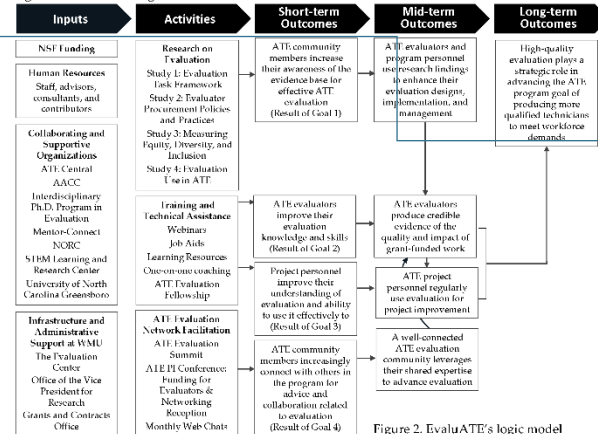 Inputs
Activities
Short-term
Outcomes
Mid-term
Outcomes
Long-term
Outcomes
NSF Funding
Human Resources
Staff, advisors,
consultants, and
contributors
Collaborating and
Supportive
Organizations
ATE Central
AACC
Interdisciplinary
Ph.D. Program in
Evaluation
Mentor-Connect
NORC
STEM Learning and
Research Center
University of North
Carolina Greensboro
Infrastructure and
Administrative
Support at WMU
The Evaluation
Center
Office of the Vice
President for
Research
Grants and Contracts
Office
Research on
Evaluation
Study 1: Evaluation
Task Framework
Study 2: Evaluator
Procurement Policies
and Practices
Study 3: Measuring
Equity, Diversity, and
Inclusion
Study 4: Evaluation
Use in ATE
Training and
Technical Assistance
Webinars
Job Aids
Learning Resources
One-on-one coaching
ATE Evaluation
Fellowship
ATE Evaluation
Network Facilitation
ATE Evaluation
Summit
ATE PI Conference:
Funding for
Evaluators &
Networking
Reception
Monthly Web Chats
ATE community
members increase
their awareness of the
evidence base for
effective ATE
evaluation
(Result of Goal 1)
ATE evaluators
improve their
evaluation
knowledge and skills
(Result of Goal 2)
Project personnel
improve their
understanding of
evaluation and ability
to use it effectively to
(Result of Goal 3)
ATE community
members increasingly
connect with others in
the program for
advice and
collaboration related
to evaluation
(Result of Goal 4)
ATE evaluators and
program personnel
use research findings
to enhance their
evaluation designs,
implementation, and
management
ATE evaluators
produce credible
evidence of the
quality and impact of
grant-funded work
ATE project
personnel regularly
use evaluation for
project improvement
A well-connected
ATE evaluation
community leverages
their shared expertise
to advance evaluation
High-quality
evaluation plays a
strategic role in
advancing the ATE
program goal of
producing more
qualified technicians
to meet workforce
demands
Figure 2. EvaluATE's logic model